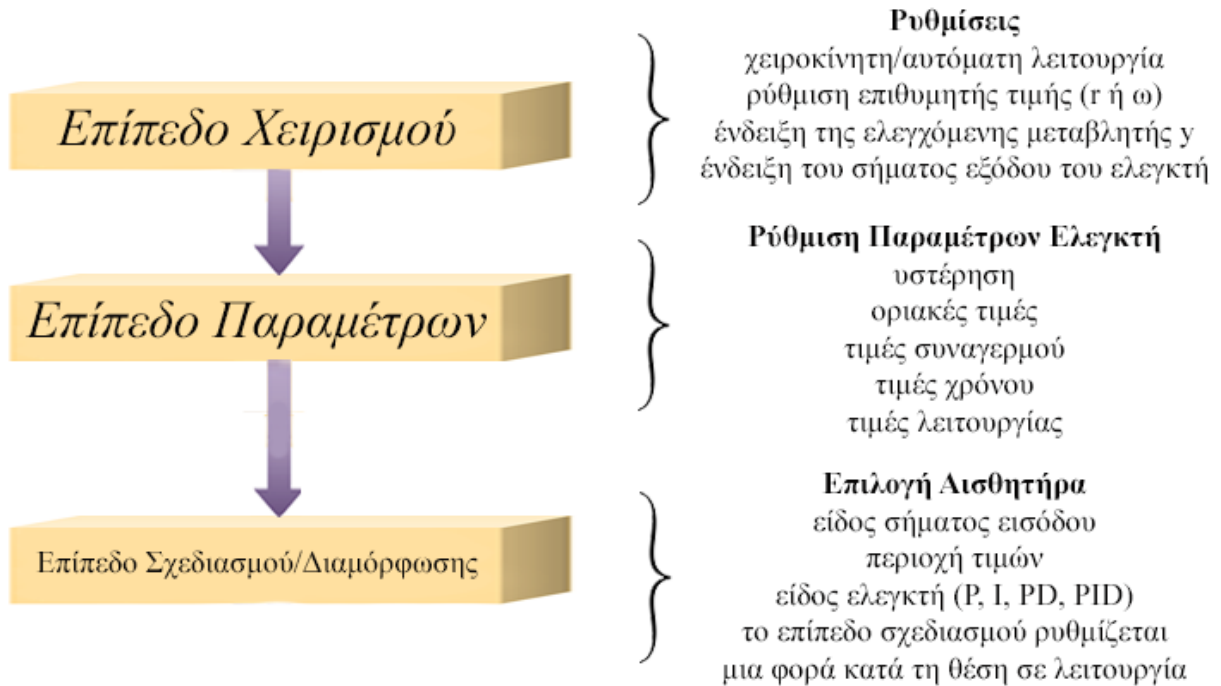 Ρυθμίσεις
χειροκίνητη/αυτόματη λειτουργία
ρύθμιση επιθυμητής τιμής (r ή ω)
ένδειξη της ελεγχόμενης μεταβλητής y
ένδειξη του σήματος εξόδου του ελεγκτή
Επίπεδο Χειρισμού
Ρύθμιση Παραμέτρων Ελεγκτή
υστέρηση
οριακές τιμές
τιμές συναγερμού
τιμές χρόνου
τιμές λειτουργίας
Επίπεδο Παραμέτρων
Επιλογή Αισθητήρα
είδος σήματος εισόδου
περιοχή τιμών
είδος ελεγκτή (P, I, PD, PID)
το επίπεδο σχεδιασμού ρυθμίζεται
μια φορά κατά τη θέση σε λειτουργία
Επίπεδο Σχεδιασμού/Διαμόρφωσης